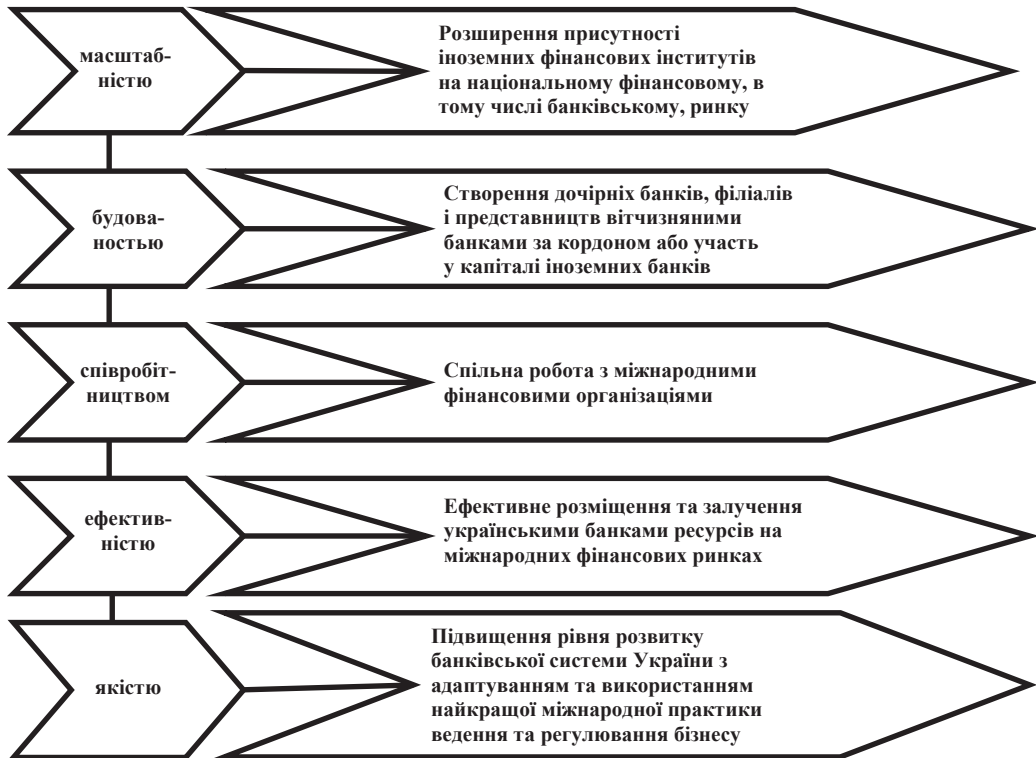 масштаб-
ністю
Розширення присутності
іноземних фінансових інститутів
на національному фінансовому, в
тому числі банківському, ринку
будова-
ностью
Створення дочірніх банків, філіалів
і представництв вітчизняними
банками за кордоном або участь
у капіталі іноземних банків
співробіт-
ництвом
Спільна робота з міжнародними
фінансовими організаціями
ефектив-
ністю
Ефективне розміщення та залучення
українськими банками ресурсів на
міжнародних фінансових ринках
якістю
Підвищення рівня розвитку
банківської системи України з
адаптуванням та використанням
найкращої міжнародної практики
ведення та регулювання бізнесу